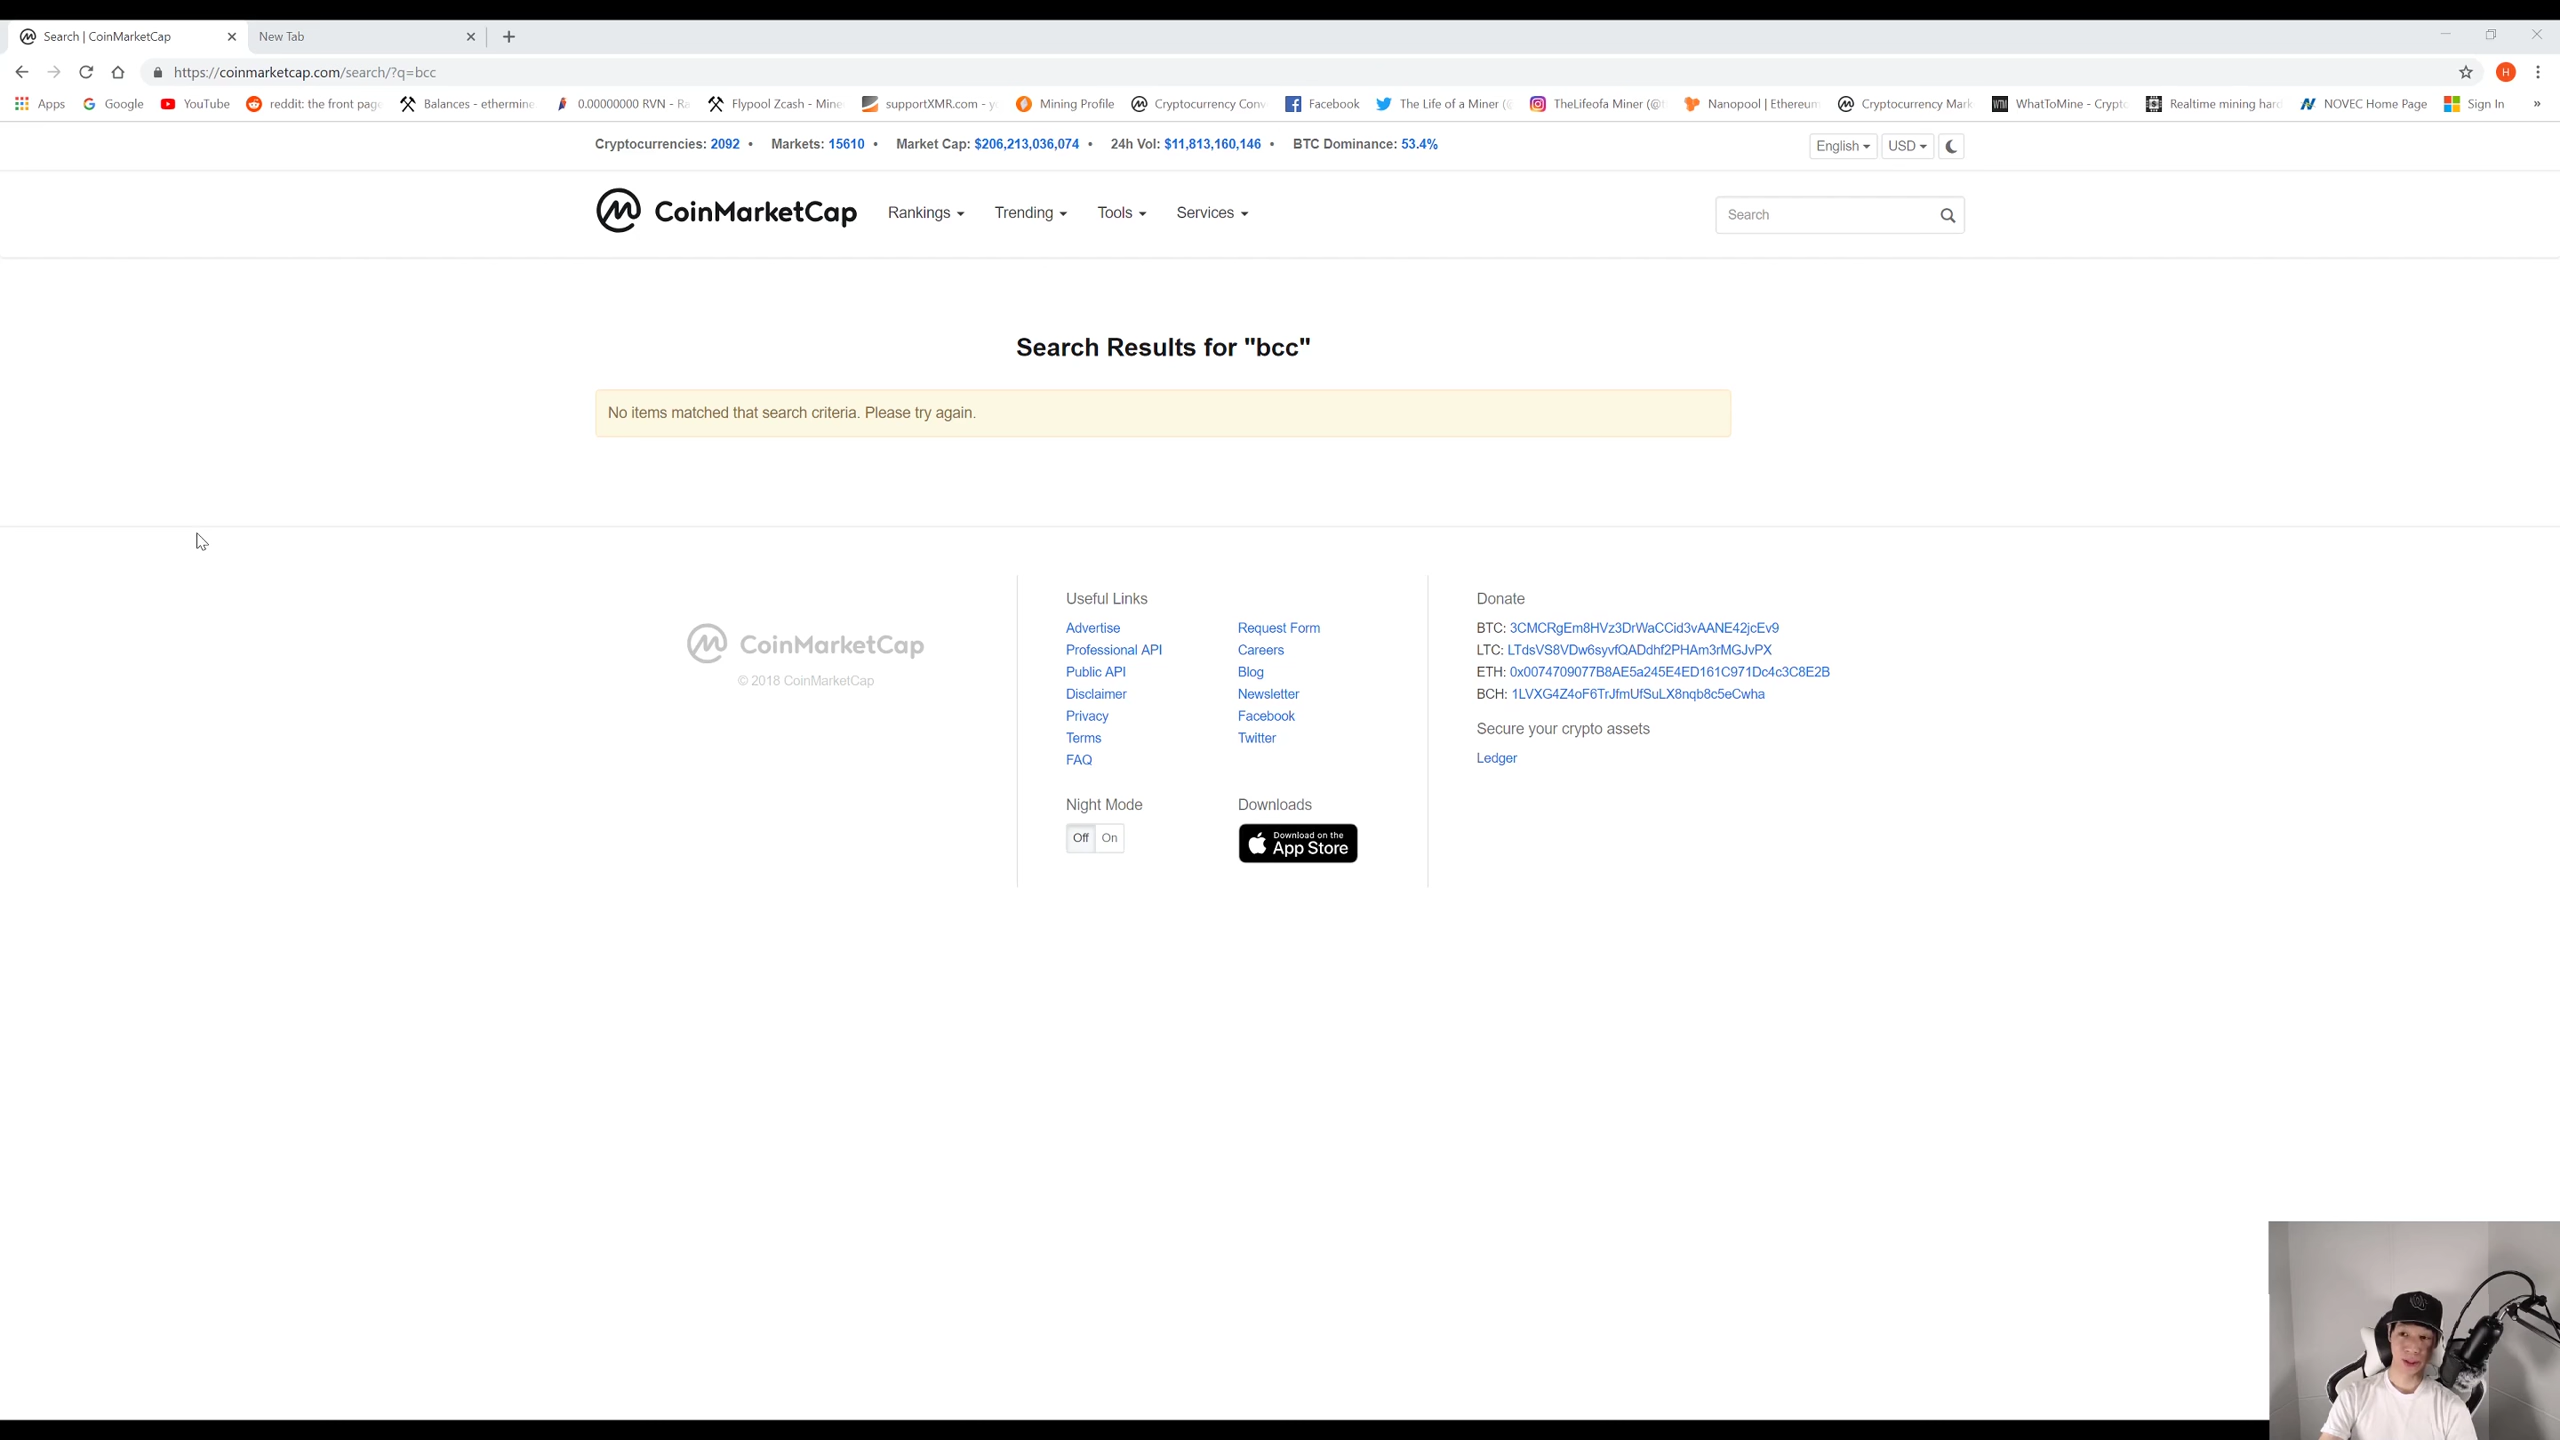 Search | CoinMarketCap
New Tab
https://coinmarketcap.com/search/?q=bcc
Apps Google YouTube reddit: the front pag Balances - ethermine 0.00000000 RVN - Ra Flypool Zcash - Mine supportXMR.com - y Mining Profile Cryptocurrency Conv Facebook The Life of a Miner (@ TheLifeofa Miner (@t Nanopool | Ethereum Cryptocurrency Mark WhatToMine - Crypto Realtime mining hard NOVEC Home Page Sign In »
Cryptocurrencies: 2092 • Markets: 15610 • Market Cap: $206,213,036,074 • 24h Vol: $11,813,160,146 • BTC Dominance: 53.4%
English USD
CoinMarketCap Rankings Trending Tools Services
Search
Search Results for "bcc"
No items matched that search criteria. Please try again.
CoinMarketCap
© 2018 CoinMarketCap
Useful Links
Advertise
Professional API
Public API
Disclaimer
Privacy
Terms
FAQ
Request Form
Careers
Blog
Newsletter
Facebook
Twitter
Night Mode
Off On
Downloads
Download on the
App Store
Donate
BTC: 3CMCRgEm8HVz3DrWaCCid3vAANE42jcEv9
LTC: LTdsVS8VDw6syvfQADdhf2PHAm3rMGJvPX
ETH: 0x0074709077B8AE5a245E4ED161C971Dc4c3C8E2B
BCH: 1LVXG4Z4oF6TrJfmUfSuLX8nqb8c5eCwha
Secure your crypto assets
Ledger